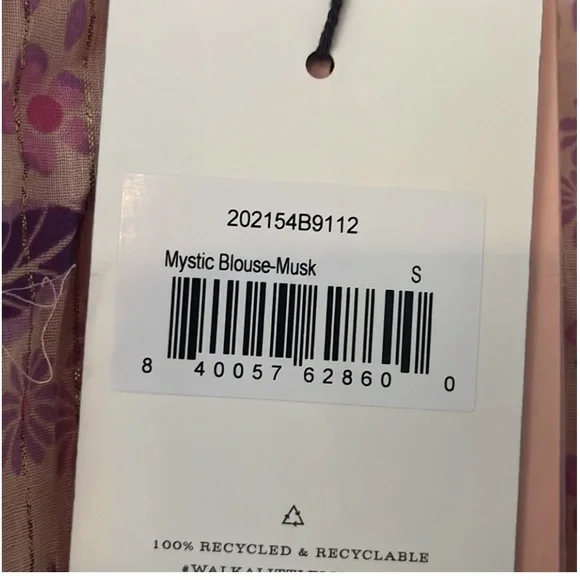 202154B9112
Mystic Blouse-Musk S
8 40057 62860 0
100% RECYCLED & RECYCLABLE